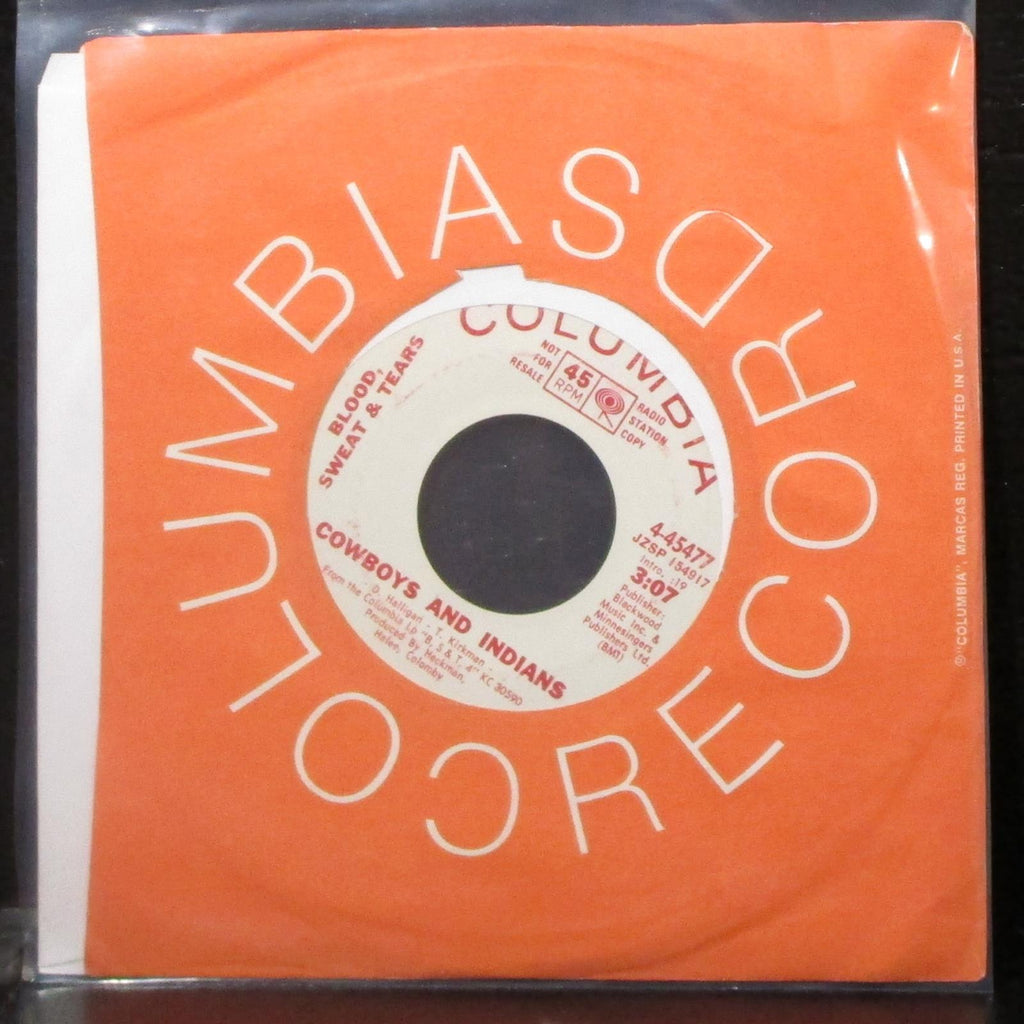 COLUMBIA
RECORDS
COLUMBIA
NOT
FOR
RESALE
45
RPM
RADIO
STATION
COPY
BLOOD,
SWEAT & TEARS
4-45477
JZSP 154917
Intro. :19
3:07
Publisher:
Blackwood
Music Inc. &
Minnesingers
Publishers Ltd.
(BMI)
COWBOYS AND INDIANS
D. Halligan - T. Kirkman
From the Columbia Lp "B, S & T, 4" KC 30590
Produced By Heckman,
Halee, Colomby
® "COLUMBIA", MARCAS REG. PRINTED IN U.S.A.